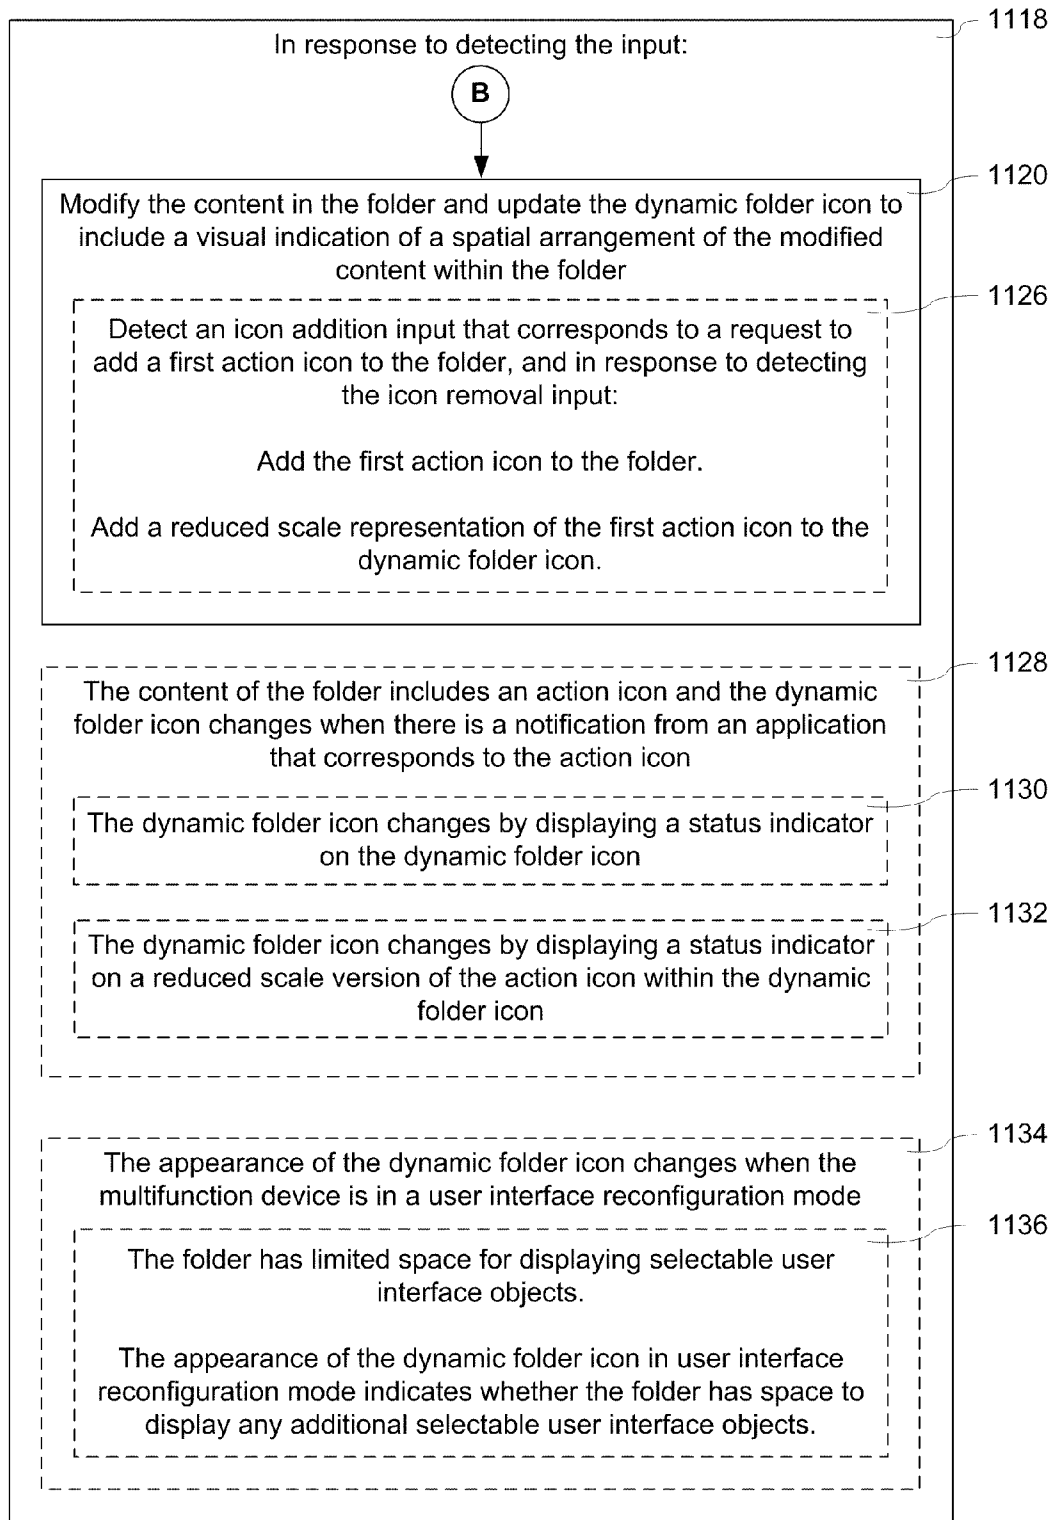 1118
In response to detecting the input:
B
1120
Modify the content in the folder and update the dynamic folder icon to
include a visual indication of a spatial arrangement of the modified
content within the folder
1126
Detect an icon addition input that corresponds to a request to
add a first action icon to the folder, and in response to detecting
the icon removal input:
Add the first action icon to the folder.
Add a reduced scale representation of the first action icon to the
dynamic folder icon.
1128
The content of the folder includes an action icon and the dynamic
folder icon changes when there is a notification from an application
that corresponds to the action icon
1130
The dynamic folder icon changes by displaying a status indicator
on the dynamic folder icon
1132
The dynamic folder icon changes by displaying a status indicator
on a reduced scale version of the action icon within the dynamic
folder icon
1134
The appearance of the dynamic folder icon changes when the
multifunction device is in a user interface reconfiguration mode
1136
The folder has limited space for displaying selectable user
interface objects.
The appearance of the dynamic folder icon in user interface
reconfiguration mode indicates whether the folder has space to
display any additional selectable user interface objects.